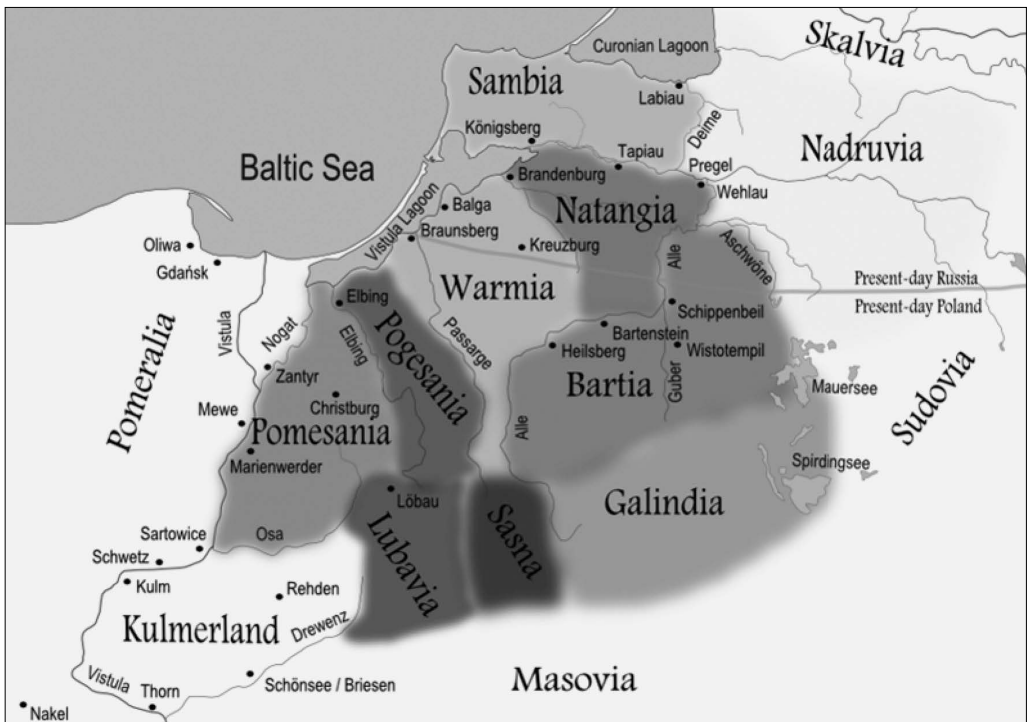 Curonian Lagoon
Skalvia
Sambia
Labiau
Königsberg
Deime
Nadruvia
Baltic Sea
Tapiau
Pregel
Brandenburg
Wehlau
Balga
Natangia
Vistula Lagoon
Braunsberg
Oliwa
Kreuzburg
Alle
Aschwöne
Gdańsk
Warmia
Present-day Russia
Present-day Poland
Elbing
Schippenbeil
Vistula
Nogat
Elbing
Pogesania
Passarge
Bartenstein
Heilsberg
Wistotempil
Pomeralia
Zantyr
Bartia
Guber
Mauersee
Sudovia
Mewe
Christburg
Pomesania
Alle
Marienwerder
Spirdingsee
Löbau
Galindia
Osa
Lubavia
Sasna
Sartowice
Schwetz
Kulm
Rehden
Kulmerland
Drewenz
Vistula
Thorn
Schönsee / Briesen
Masovia
Nakel